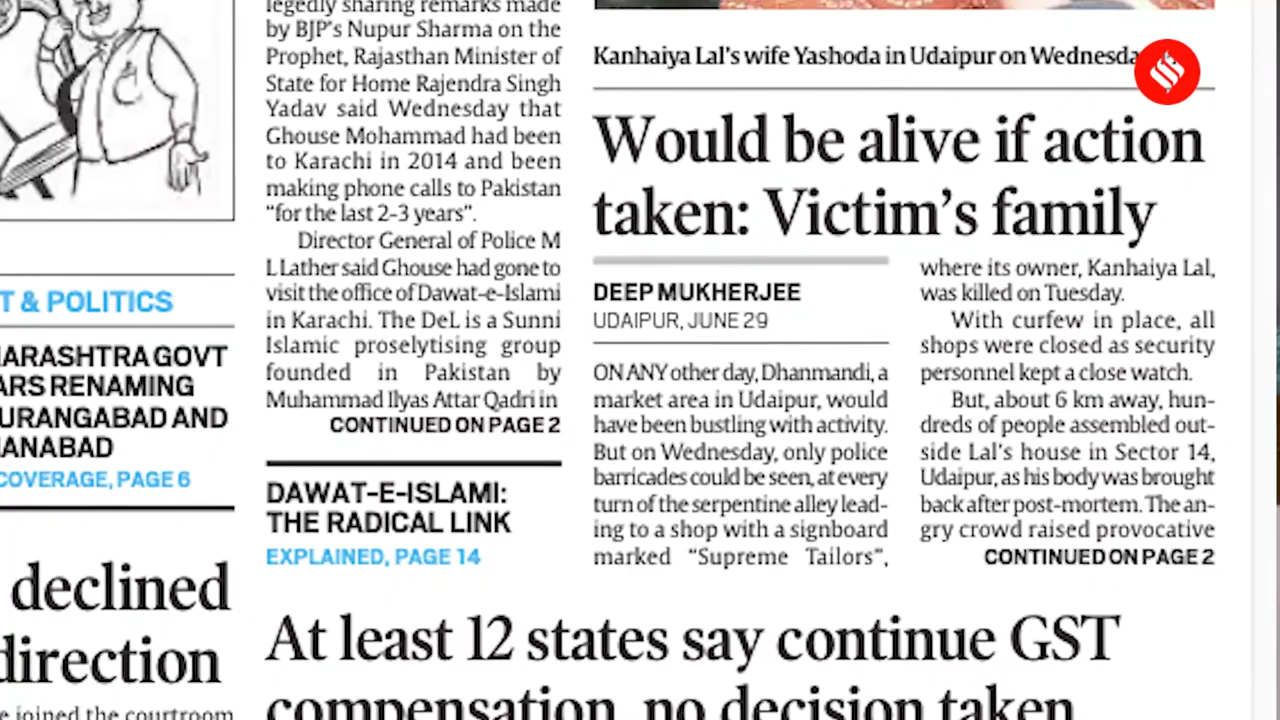 T & POLITICS
ARASHTRA GOVT
ARS RENAMING
URANGABAD AND
ANABAD
COVERAGE, PAGE 6
declined
direction
e joined the courtroom
legedly sharing remarks made
by BJP's Nupur Sharma on the
Prophet, Rajasthan Minister of
State for Home Rajendra Singh
Yadav said Wednesday that
Ghouse Mohammad had been
to Karachi in 2014 and been
making phone calls to Pakistan
“for the last 2-3 years”.
Director General of Police M
L Lather said Ghouse had gone to
visit the office of Dawat-e-Islami
in Karachi. The DeL is a Sunni
Islamic proselytising group
founded in Pakistan by
Muhammad Ilyas Attar Qadri in
CONTINUED ON PAGE 2
DAWAT-E-ISLAMI:
THE RADICAL LINK
EXPLAINED, PAGE 14
Kanhaiya Lal's wife Yashoda in Udaipur on Wednesda
Would be alive if action
taken: Victim's family
DEEP MUKHERJEE
UDAIPUR, JUNE 29
ON ANY other day, Dhanmandi, a
market area in Udaipur, would
have been bustling with activity.
But on Wednesday, only police
barricades could be seen, at every
turn of the serpentine alley lead-
ing to a shop with a signboard
marked “Supreme Tailors”,
where its owner, Kanhaiya Lal,
was killed on Tuesday.
With curfew in place, all
shops were closed as security
personnel kept a close watch.
But, about 6 km away, hun-
dreds of people assembled out-
side Lal's house in Sector 14,
Udaipur, as his body was brought
back after post-mortem. The an-
gry crowd raised provocative
CONTINUED ON PAGE 2
At least 12 states say continue GST
compensation, no decision taken